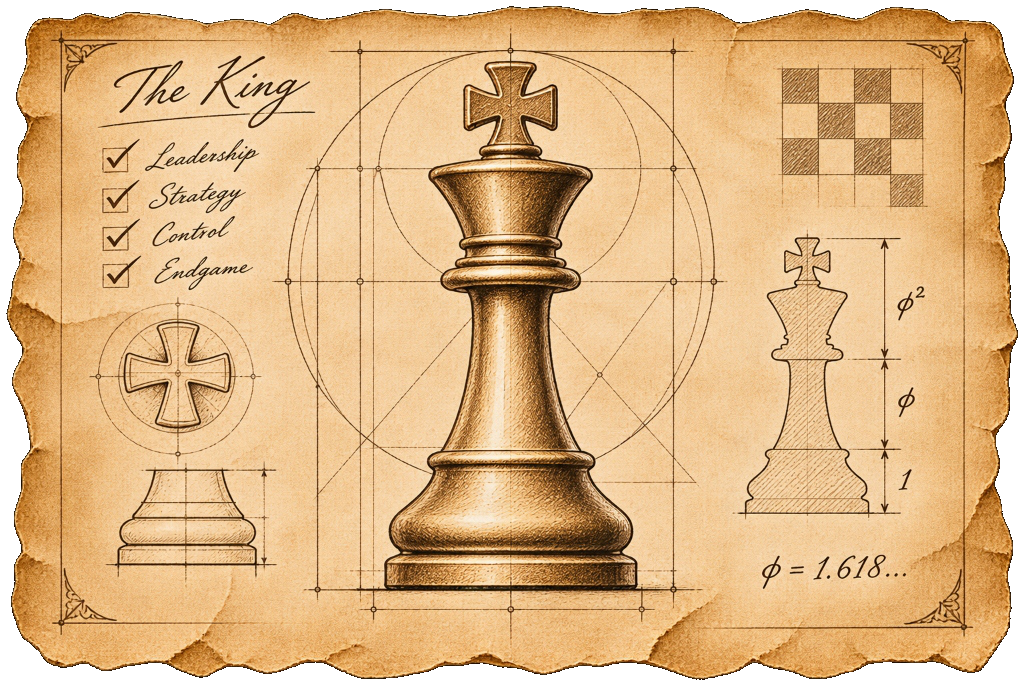 The King
Leadership
Strategy
Control
Endgame
ϕ²
ϕ
1
ϕ = 1.618...